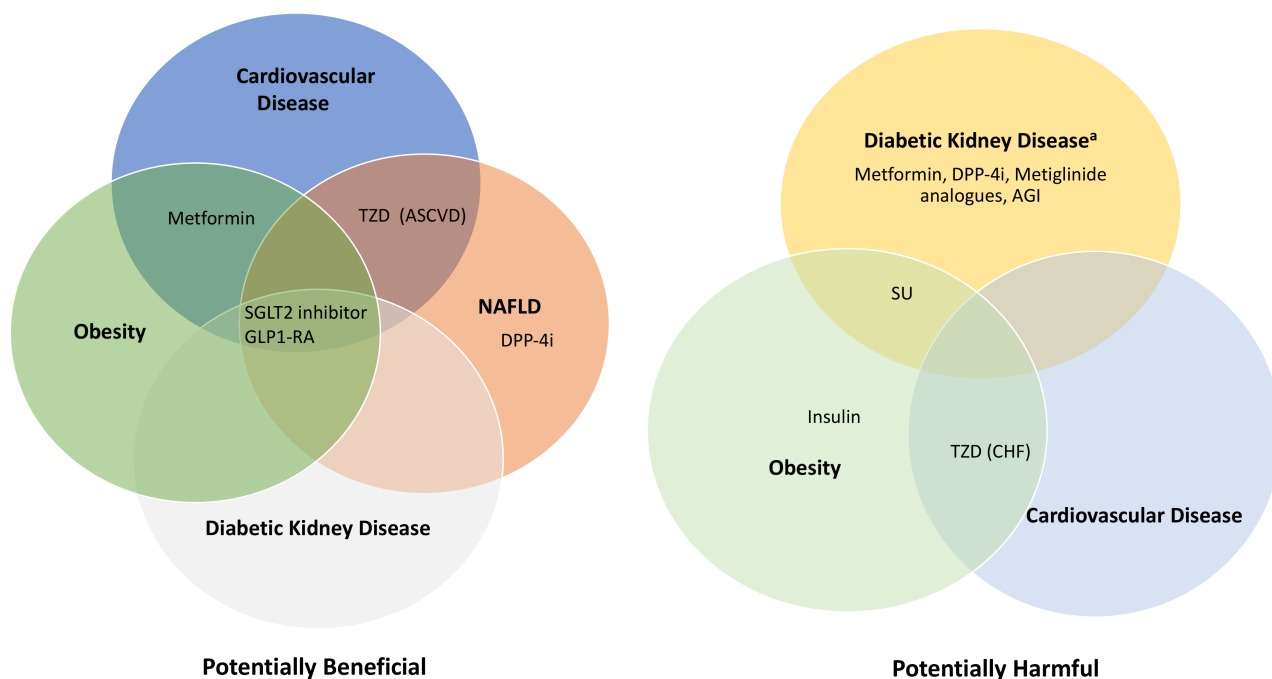 Cardiovascular
Disease
Metformin
TZD (ASCVD)
SGLT2 inhibitor
GLP1-RA
NAFLD
DPP-4i
Obesity
Diabetic Kidney Disease
Potentially Beneficial
Diabetic Kidney Diseaseᵃ
Metformin, DPP-4i, Metiglinide
analogues, AGI
SU
Insulin
Obesity
TZD (CHF)
Cardiovascular Disease
Potentially Harmful